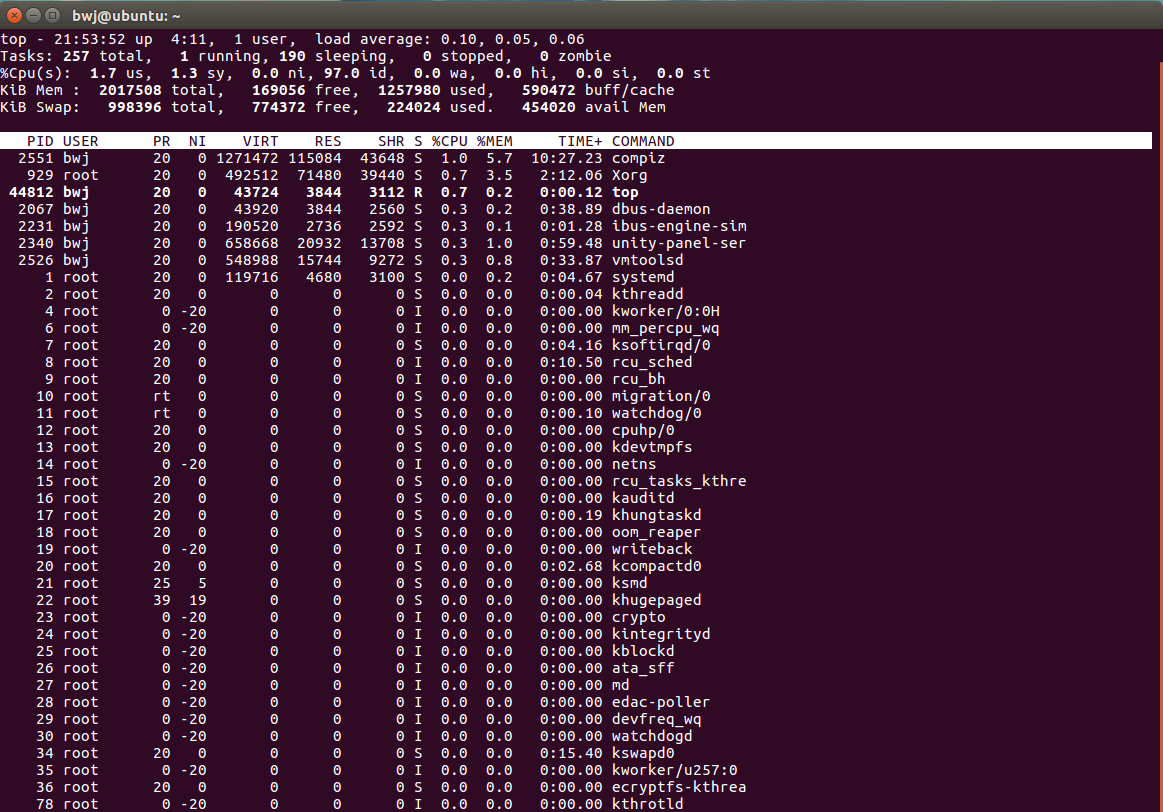 bwj@ubuntu: ~
top - 21:53:52 up  4:11,  1 user,  load average: 0.10, 0.05, 0.06
Tasks: 257 total,   1 running, 190 sleeping,   0 stopped,   0 zombie
%Cpu(s):  1.7 us,  1.3 sy,  0.0 ni, 97.0 id,  0.0 wa,  0.0 hi,  0.0 si,  0.0 st
KiB Mem :  2017508 total,   169056 free,  1257980 used,   590472 buff/cache
KiB Swap:   998396 total,   774372 free,   224024 used.   454020 avail Mem
PID USER      PR  NI    VIRT    RES    SHR S %CPU %MEM     TIME+ COMMAND
2551 bwj       20   0 1271472 115084  43648 S  1.0  5.7  10:27.23 compiz
929 root      20   0  492512  71480  39440 S  0.7  3.5   2:12.06 Xorg
44812 bwj       20   0   43724   3844   3112 R  0.7  0.2   0:00.12 top
2067 bwj       20   0   43920   3844   2560 S  0.3  0.2   0:38.89 dbus-daemon
2231 bwj       20   0  190520   2736   2592 S  0.3  0.1   0:01.28 ibus-engine-sim
2340 bwj       20   0  658668  20932  13708 S  0.3  1.0   0:59.48 unity-panel-ser
2526 bwj       20   0  548988  15744   9272 S  0.3  0.8   0:33.87 vmtoolsd
1 root      20   0  119716   4680   3100 S  0.0  0.2   0:04.67 systemd
2 root      20   0       0      0      0 S  0.0  0.0   0:00.04 kthreadd
4 root       0 -20       0      0      0 I  0.0  0.0   0:00.00 kworker/0:0H
6 root       0 -20       0      0      0 I  0.0  0.0   0:00.00 mm_percpu_wq
7 root      20   0       0      0      0 S  0.0  0.0   0:04.16 ksoftirqd/0
8 root      20   0       0      0      0 I  0.0  0.0   0:10.50 rcu_sched
9 root      20   0       0      0      0 I  0.0  0.0   0:00.00 rcu_bh
10 root      rt   0       0      0      0 S  0.0  0.0   0:00.00 migration/0
11 root      rt   0       0      0      0 S  0.0  0.0   0:00.10 watchdog/0
12 root      20   0       0      0      0 S  0.0  0.0   0:00.00 cpuhp/0
13 root      20   0       0      0      0 S  0.0  0.0   0:00.00 kdevtmpfs
14 root       0 -20       0      0      0 I  0.0  0.0   0:00.00 netns
15 root      20   0       0      0      0 S  0.0  0.0   0:00.00 rcu_tasks_kthre
16 root      20   0       0      0      0 S  0.0  0.0   0:00.00 kauditd
17 root      20   0       0      0      0 S  0.0  0.0   0:00.19 khungtaskd
18 root      20   0       0      0      0 S  0.0  0.0   0:00.00 oom_reaper
19 root       0 -20       0      0      0 I  0.0  0.0   0:00.00 writeback
20 root      20   0       0      0      0 S  0.0  0.0   0:02.68 kcompactd0
21 root      25   5       0      0      0 S  0.0  0.0   0:00.00 ksmd
22 root      39  19       0      0      0 S  0.0  0.0   0:00.00 khugepaged
23 root       0 -20       0      0      0 I  0.0  0.0   0:00.00 crypto
24 root       0 -20       0      0      0 I  0.0  0.0   0:00.00 kintegrityd
25 root       0 -20       0      0      0 I  0.0  0.0   0:00.00 kblockd
26 root       0 -20       0      0      0 I  0.0  0.0   0:00.00 ata_sff
27 root       0 -20       0      0      0 I  0.0  0.0   0:00.00 md
28 root       0 -20       0      0      0 I  0.0  0.0   0:00.00 edac-poller
29 root       0 -20       0      0      0 I  0.0  0.0   0:00.00 devfreq_wq
30 root       0 -20       0      0      0 I  0.0  0.0   0:00.00 watchdogd
34 root      20   0       0      0      0 S  0.0  0.0   0:15.40 kswapd0
35 root       0 -20       0      0      0 I  0.0  0.0   0:00.00 kworker/u257:0
36 root      20   0       0      0      0 S  0.0  0.0   0:00.00 ecryptfs-kthrea
78 root       0 -20       0      0      0 I  0.0  0.0   0:00.00 kthrotld